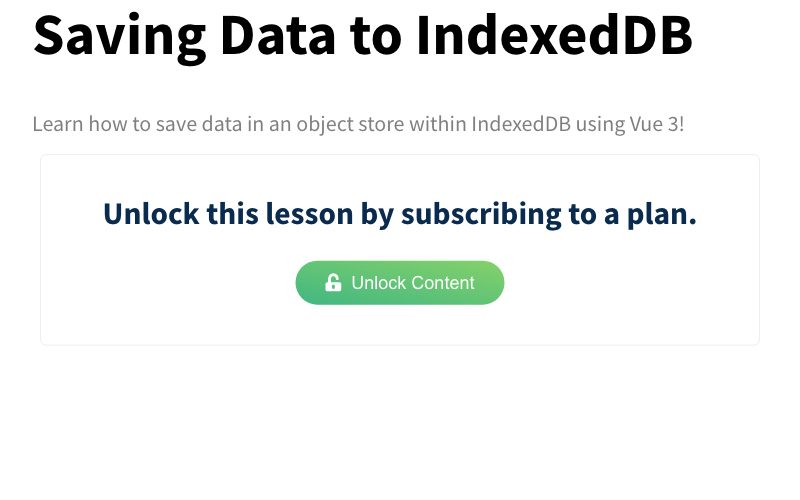 Saving Data to IndexedDB
Learn how to save data in an object store within IndexedDB using Vue 3!
Unlock this lesson by subscribing to a plan.
Unlock Content